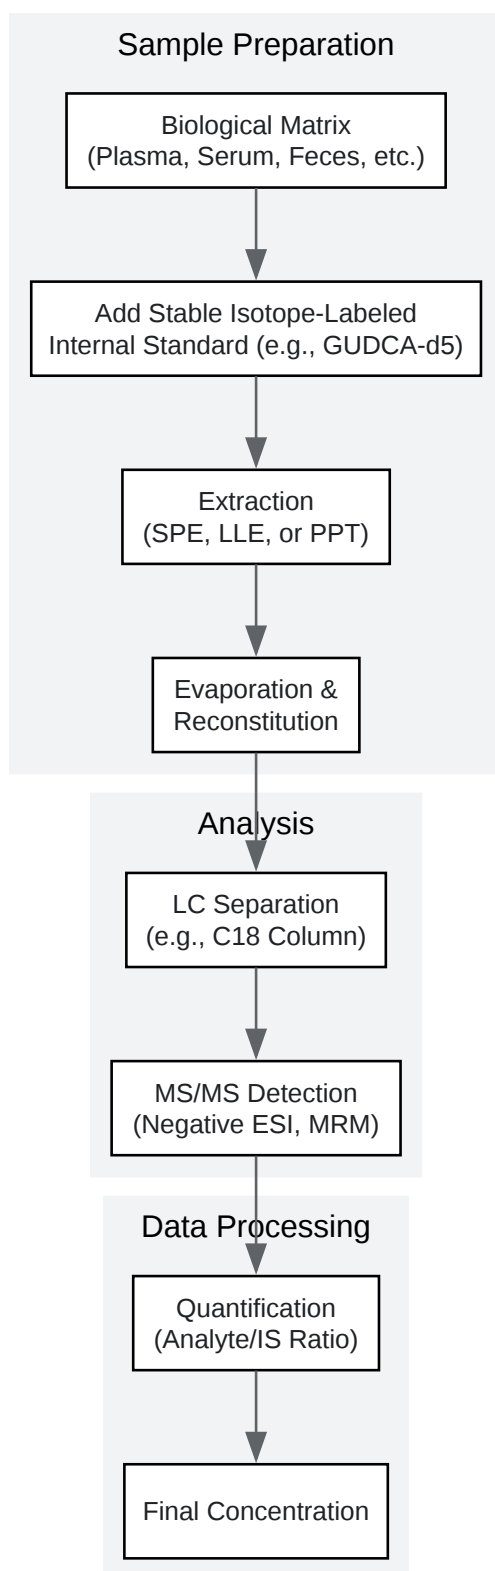 Sample Preparation
Biological Matrix
(Plasma, Serum, Feces, etc.)
Add Stable Isotope-Labeled
Internal Standard (e.g., GUDCA-d5)
Extraction
(SPE, LLE, or PPT)
Evaporation &
Reconstitution
Analysis
LC Separation
(e.g., C18 Column)
MS/MS Detection
(Negative ESI, MRM)
Data Processing
Quantification
(Analyte/IS Ratio)
Final Concentration